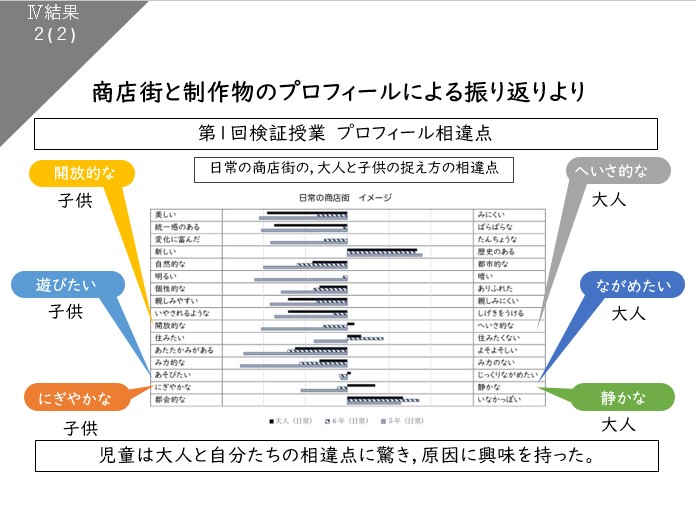 Ⅳ結果
2(2)
商店街と制作物のプロフィールによる振り返りより
第1回検証授業 プロフィール相違点
日常の商店街の,大人と子供の捉え方の相違点
開放的な
子供
へいさ的な
大人
遊びたい
子供
ながめたい
大人
にぎやかな
子供
静かな
大人
日常の商店街 イメージ
美しい みにくい
統一感のある ばらばらな
変化に富んだ たんちょうな
新しい 歴史のある
自然的な 都市的な
明るい 暗い
個性的な ありふれた
親しみやすい 親しみにくい
いやされるような しげきをうける
開放的な へいさ的な
住みたい 住みたくない
あたたかみがある よそよそしい
み力的な み力のない
あそびたい じっくりながめたい
にぎやかな 静かな
都会的な いなかっぽい
■大人(日常) 6年(日常) 5年(日常)
児童は大人と自分たちの相違点に驚き,原因に興味を持った。